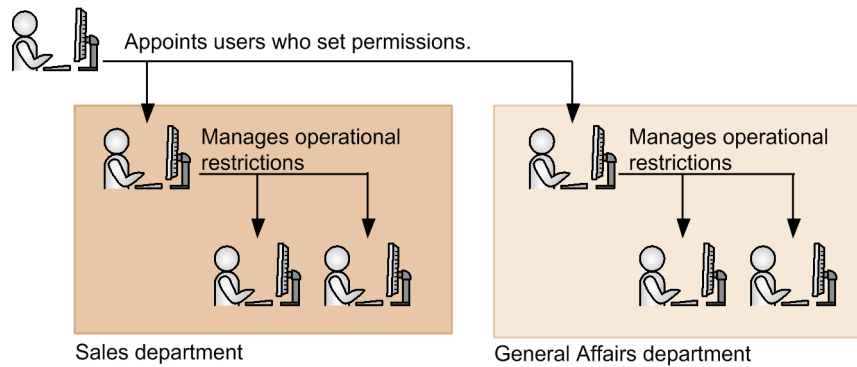 Appoints users who set permissions.
Manages operational
restrictions
Manages operational
restrictions
Sales department
General Affairs department